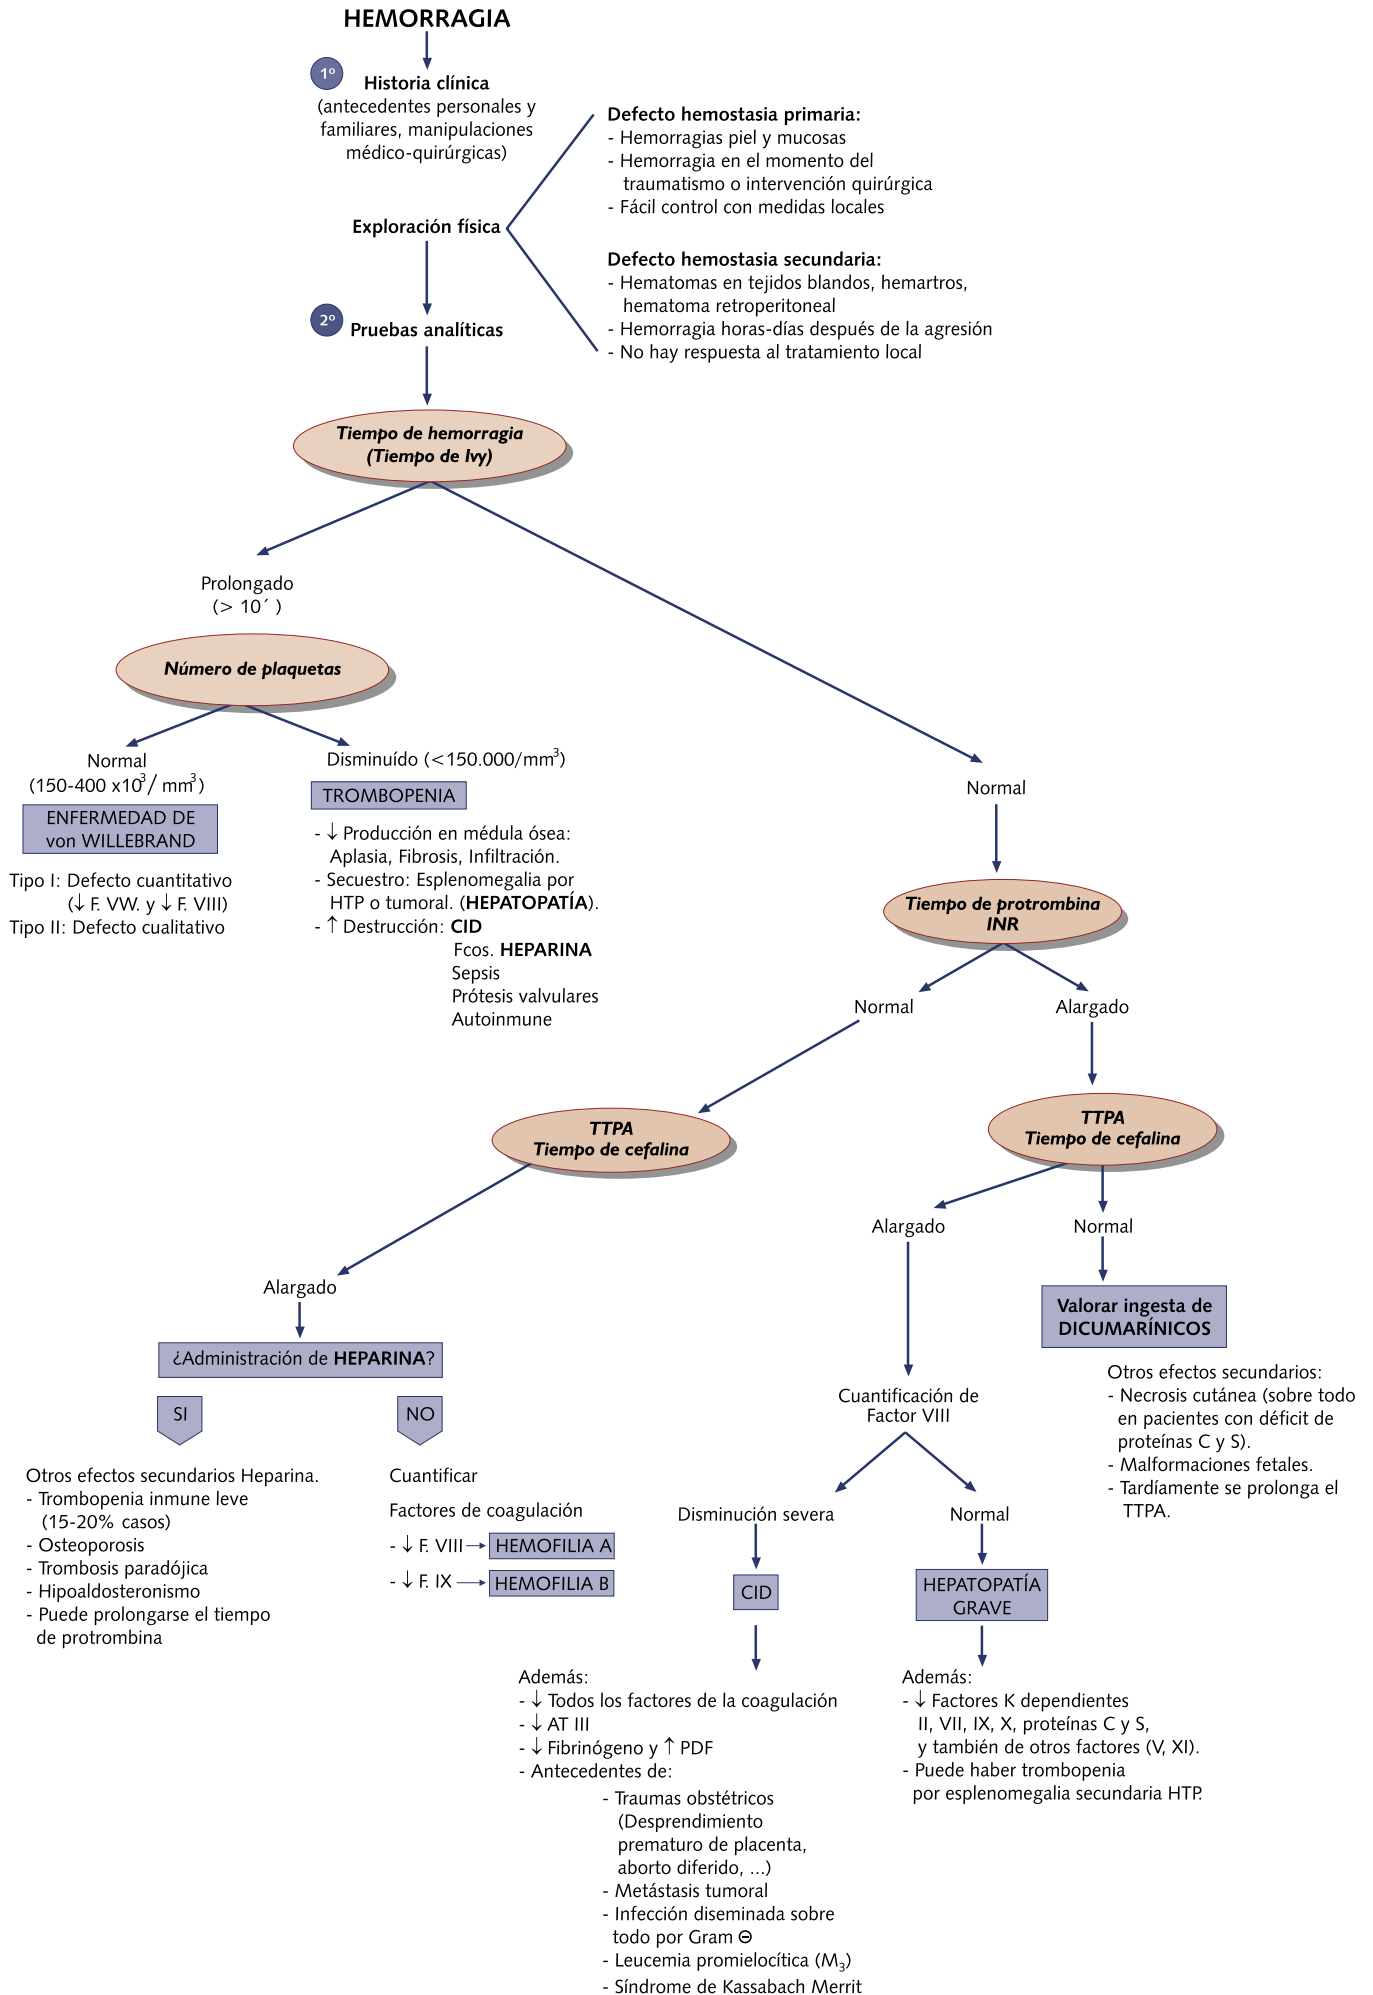 HEMORRAGIA
1º
Historia clínica
(antecedentes personales y
familiares, manipulaciones
médico-quirúrgicas)
Exploración física
Defecto hemostasia primaria:
- Hemorragias piel y mucosas
- Hemorragia en el momento del
traumatismo o intervención quirúrgica
- Fácil control con medidas locales
Defecto hemostasia secundaria:
- Hematomas en tejidos blandos, hemartros,
hematoma retroperitoneal
- Hemorragia horas-días después de la agresión
- No hay respuesta al tratamiento local
2º
Pruebas analíticas
Tiempo de hemorragia
(Tiempo de Ivy)
Prolongado
(> 10´ )
Número de plaquetas
Normal
(150-400 x10³/ mm³)
ENFERMEDAD DE
von WILLEBRAND
Tipo I: Defecto cuantitativo
(↓ F. VW. y ↓ F. VIII)
Tipo II: Defecto cualitativo
Disminuído (<150.000/mm³)
TROMBOPENIA
- ↓ Producción en médula ósea:
Aplasia, Fibrosis, Infiltración.
- Secuestro: Esplenomegalia por
HTP o tumoral. (HEPATOPATÍA).
- ↑ Destrucción: CID
Fcos. HEPARINA
Sepsis
Prótesis valvulares
Autoinmune
Normal
Tiempo de protrombina
INR
Normal
Alargado
TTPA
Tiempo de cefalina
Alargado
¿Administración de HEPARINA?
SI
Otros efectos secundarios Heparina.
- Trombopenia inmune leve
(15-20% casos)
- Osteoporosis
- Trombosis paradójica
- Hipoaldosteronismo
- Puede prolongarse el tiempo
de protrombina
NO
Cuantificar
Factores de coagulación
- ↓ F. VIII → HEMOFILIA A
- ↓ F. IX → HEMOFILIA B
TTPA
Tiempo de cefalina
Alargado
Normal
Valorar ingesta de
DICUMARÍNICOS
Otros efectos secundarios:
- Necrosis cutánea (sobre todo
en pacientes con déficit de
proteínas C y S).
- Malformaciones fetales.
- Tardíamente se prolonga el
TTPA.
Cuantificación de
Factor VIII
Disminución severa
CID
Además:
- ↓ Todos los factores de la coagulación
- ↓ AT III
- ↓ Fibrinógeno y ↑ PDF
- Antecedentes de:
- Traumas obstétricos
(Desprendimiento
prematuro de placenta,
aborto diferido, ...)
- Metástasis tumoral
- Infección diseminada sobre
todo por Gram ⊖
- Leucemia promielocítica (M₃)
- Síndrome de Kassabach Merrit
Normal
HEPATOPATÍA
GRAVE
Además:
- ↓ Factores K dependientes
II, VII, IX, X, proteínas C y S,
y también de otros factores (V, XI).
- Puede haber trombopenia
por esplenomegalia secundaria HTP.